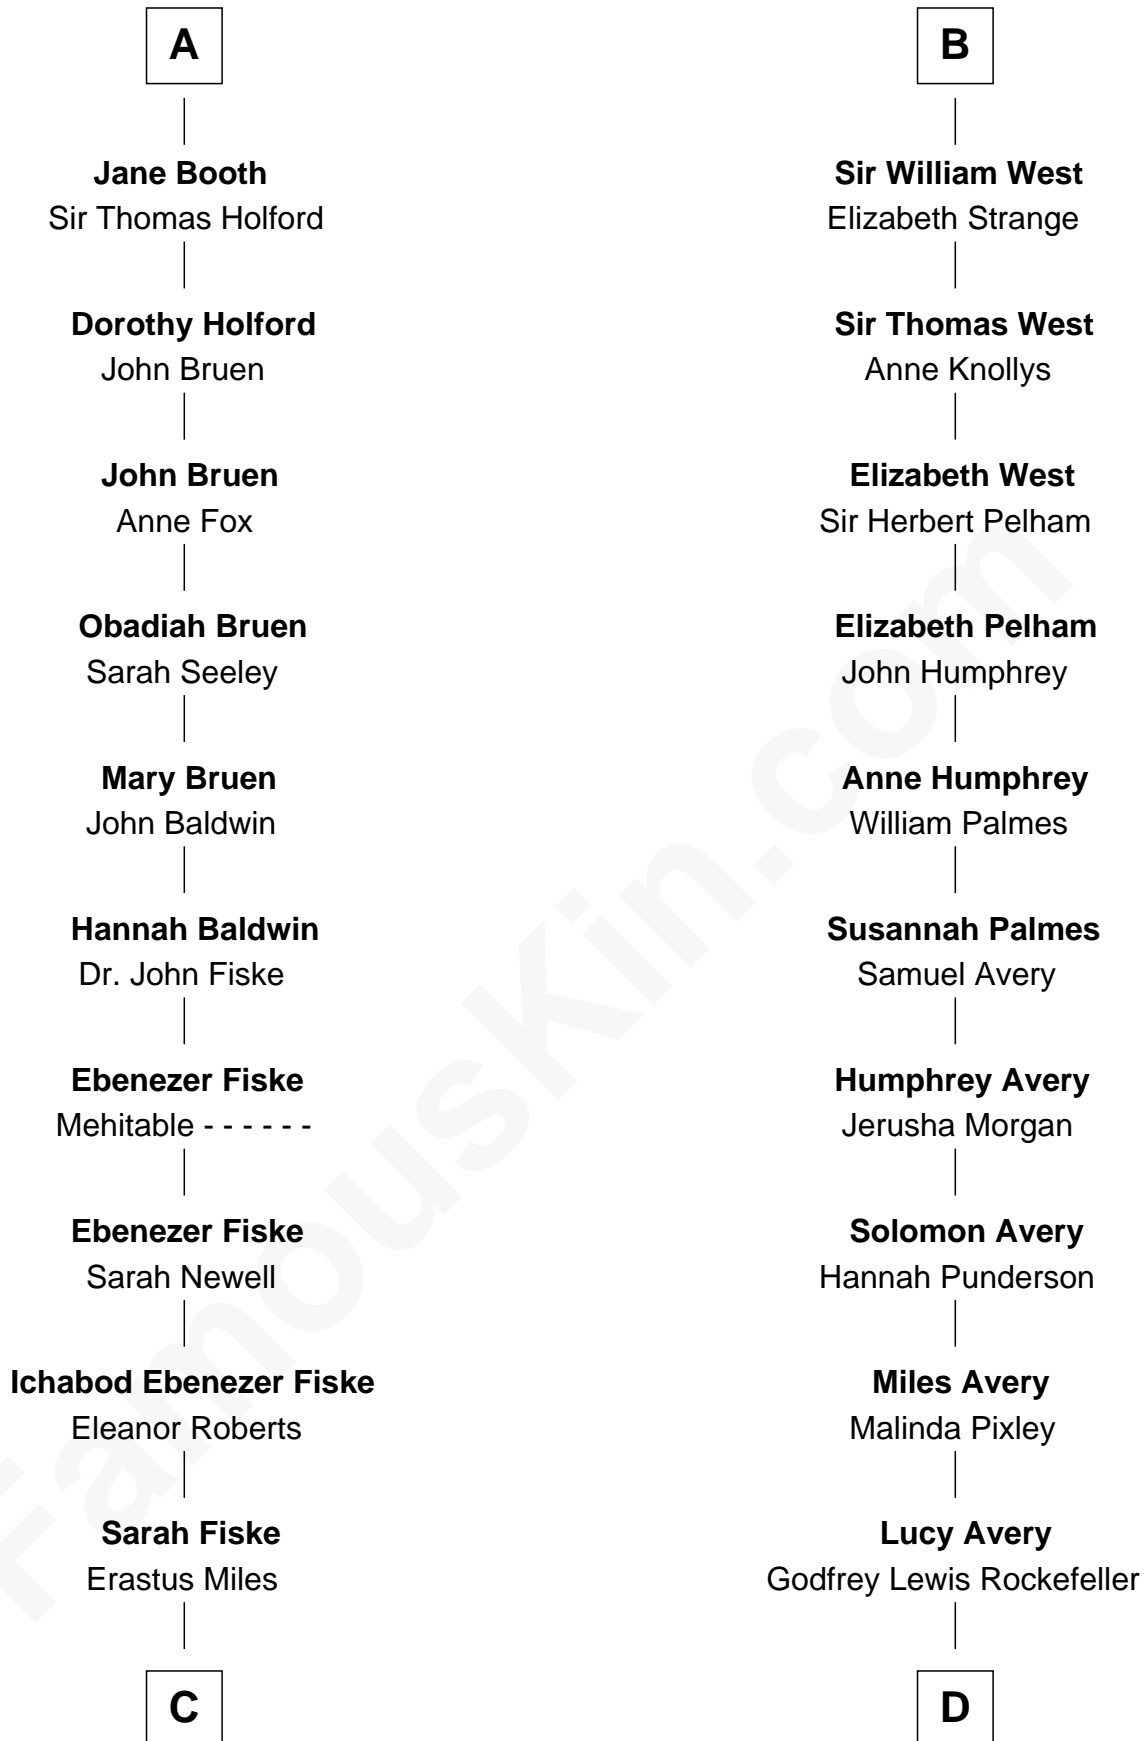 A
Jane Booth
Sir Thomas Holford
Dorothy Holford
John Bruen
John Bruen
Anne Fox
Obadiah Bruen
Sarah Seeley
Mary Bruen
John Baldwin
Hannah Baldwin
Dr. John Fiske
Ebenezer Fiske
Mehitable - - - - - -
Ebenezer Fiske
Sarah Newell
Ichabod Ebenezer Fiske
Eleanor Roberts
Sarah Fiske
Erastus Miles
C
B
Sir William West
Elizabeth Strange
Sir Thomas West
Anne Knollys
Elizabeth West
Sir Herbert Pelham
Elizabeth Pelham
John Humphrey
Anne Humphrey
William Palmes
Susannah Palmes
Samuel Avery
Humphrey Avery
Jerusha Morgan
Solomon Avery
Hannah Punderson
Miles Avery
Malinda Pixley
Lucy Avery
Godfrey Lewis Rockefeller
D
FamousKin.com